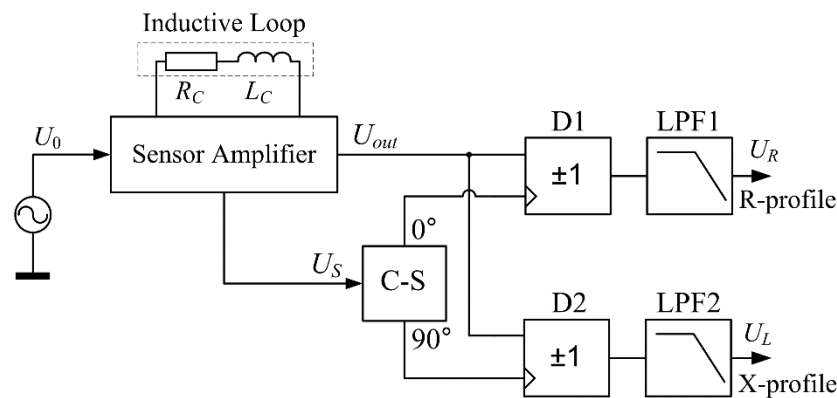 Inductive Loop
R_C
L_C
U_0
Sensor Amplifier
U_out
D1
±1
LPF1
U_R
R-profile
0°
U_S
C-S
90°
D2
±1
LPF2
U_L
X-profile